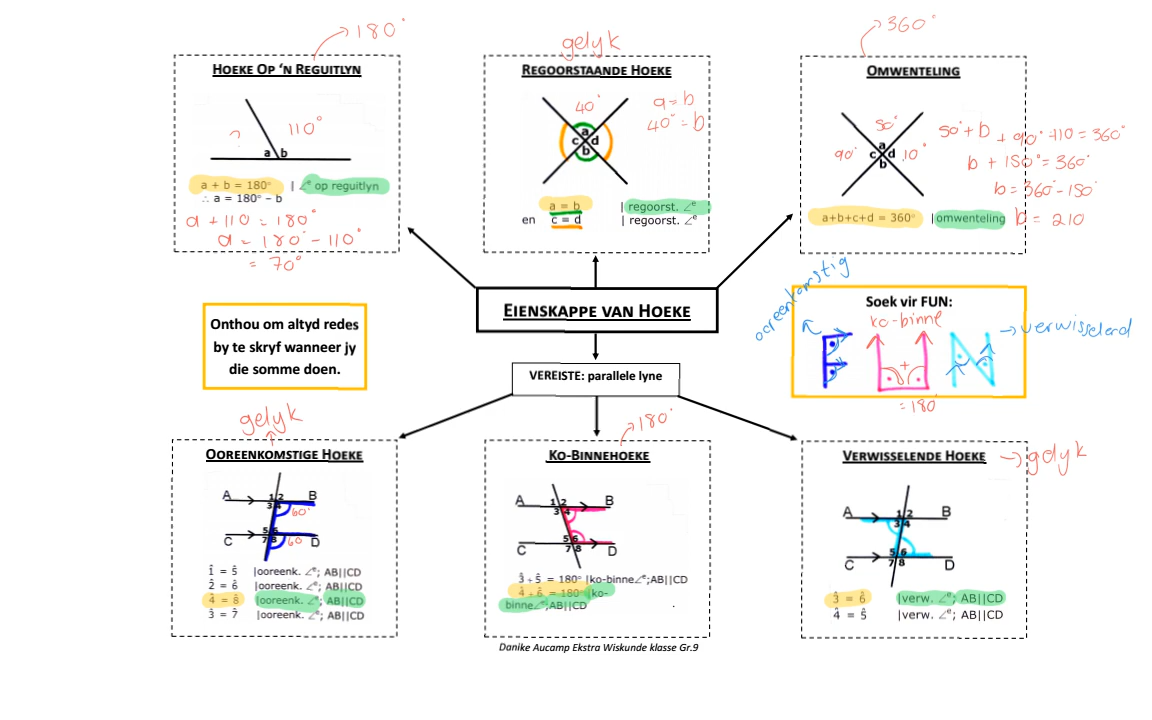 180°
HOEKE OP ‘N REGUITLYN
?
110°
a b
a + b = 180° | ∠ᵉ op reguitlyn
∴ a = 180° – b
a + 110 = 180°
a = 180° - 110°
= 70°
gelyk
REGOORSTAANDE HOEKE
40°
a = b
40° = b
a
c d
b
a = b | regoorst. ∠ᵉ
en c = d | regoorst. ∠ᵉ
360°
OMWENTELING
50°
90°
10°
a
c d
b
50° + b + 90° + 10 = 360°
b + 150° = 360°
b = 360° - 150
b = 210
a+b+c+d = 360° |omwenteling
EIENSKAPPE VAN HOEKE
Onthou om altyd redes
by te skryf wanneer jy
die somme doen.
VEREISTE: parallele lyne
ooreenkomstig
Soek vir FUN:
ko-binne
verwisselend
F U N
+
= 180°
gelyk
OOREENKOMSTIGE HOEKE
A 1 2 B
3 4
60°
C 5 6 D
7 8
60
1̂ = 5̂ |ooreenk. ∠ᵉ; AB||CD
2̂ = 6̂ |ooreenk. ∠ᵉ; AB||CD
4̂ = 8̂ |ooreenk. ∠ᵉ; AB||CD
3̂ = 7̂ |ooreenk. ∠ᵉ; AB||CD
180°
KO-BINNEHOEKE
A 1 2 B
3 4
C 5 6 D
7 8
3̂ + 5̂ = 180° |ko-binne∠ᵉ;AB||CD
4̂ + 6̂ = 180° |ko-
binne∠ᵉ;AB||CD
VERWISSELENDE HOEKE
gelyk
A 1 2 B
3 4
C 5 6 D
7 8
3̂ = 6̂ |verw. ∠ᵉ; AB||CD
4̂ = 5̂ |verw. ∠ᵉ; AB||CD
Danike Aucamp Ekstra Wiskunde klasse Gr.9